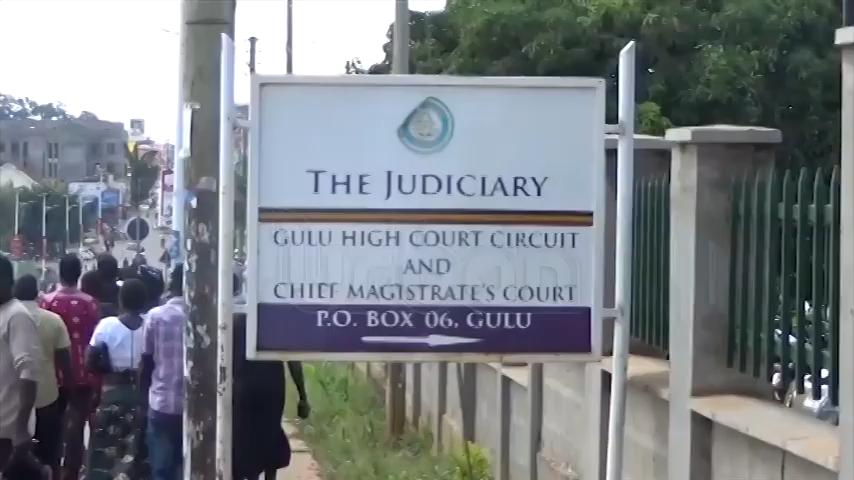 THE JUDICIARY
GULU HIGH COURT CIRCUIT
AND
CHIEF MAGISTRATE'S COURT
P.O. BOX 06, GULU